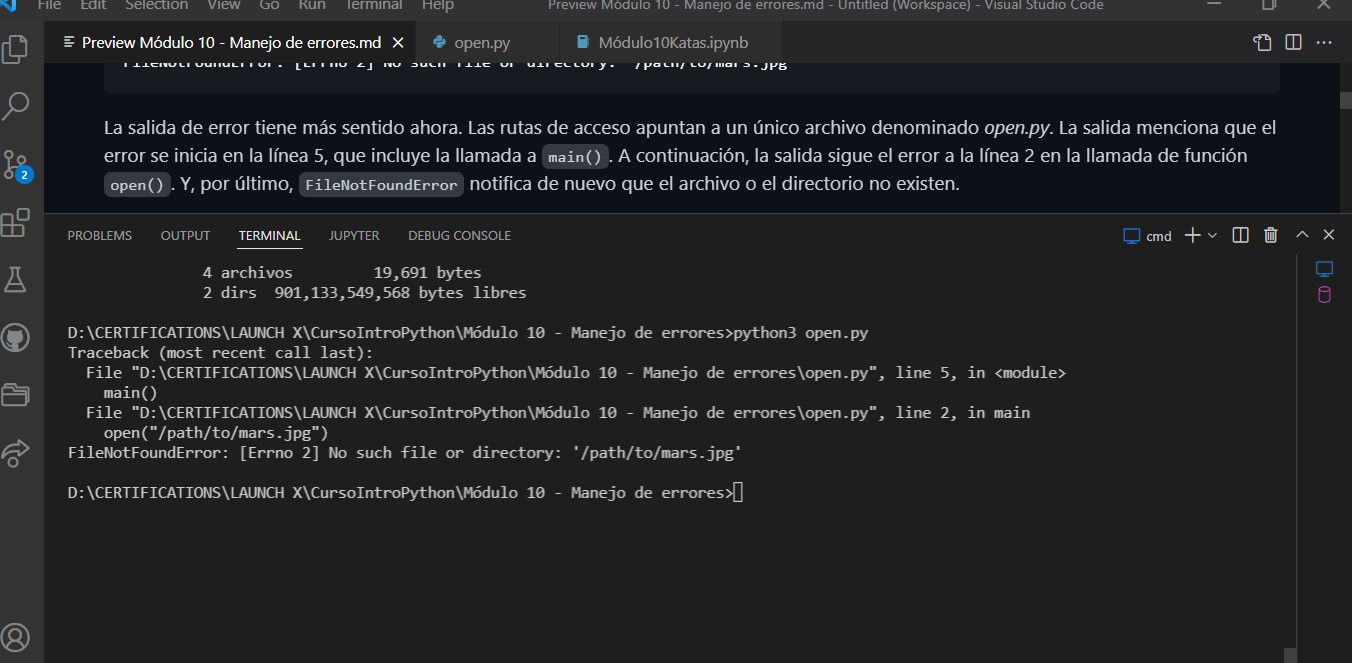 File Edit Selection View Go Run Terminal Help Preview Módulo 10 - Manejo de errores.md - Untitled (Workspace) - Visual Studio Code
Preview Módulo 10 - Manejo de errores.md open.py Módulo10Katas.ipynb
FileNotFoundError: [Errno 2] No such file or directory: '/path/to/mars.jpg
La salida de error tiene más sentido ahora. Las rutas de acceso apuntan a un único archivo denominado open.py. La salida menciona que el
error se inicia en la línea 5, que incluye la llamada a main(). A continuación, la salida sigue el error a la línea 2 en la llamada de función
open(). Y, por último, FileNotFoundError notifica de nuevo que el archivo o el directorio no existen.
2
PROBLEMS OUTPUT TERMINAL JUPYTER DEBUG CONSOLE cmd
4 archivos 19,691 bytes
2 dirs 901,133,549,568 bytes libres
D:\CERTIFICATIONS\LAUNCH X\CursoIntroPython\Módulo 10 - Manejo de errores>python3 open.py
Traceback (most recent call last):
File "D:\CERTIFICATIONS\LAUNCH X\CursoIntroPython\Módulo 10 - Manejo de errores\open.py", line 5, in <module>
main()
File "D:\CERTIFICATIONS\LAUNCH X\CursoIntroPython\Módulo 10 - Manejo de errores\open.py", line 2, in main
open("/path/to/mars.jpg")
FileNotFoundError: [Errno 2] No such file or directory: '/path/to/mars.jpg'
D:\CERTIFICATIONS\LAUNCH X\CursoIntroPython\Módulo 10 - Manejo de errores>